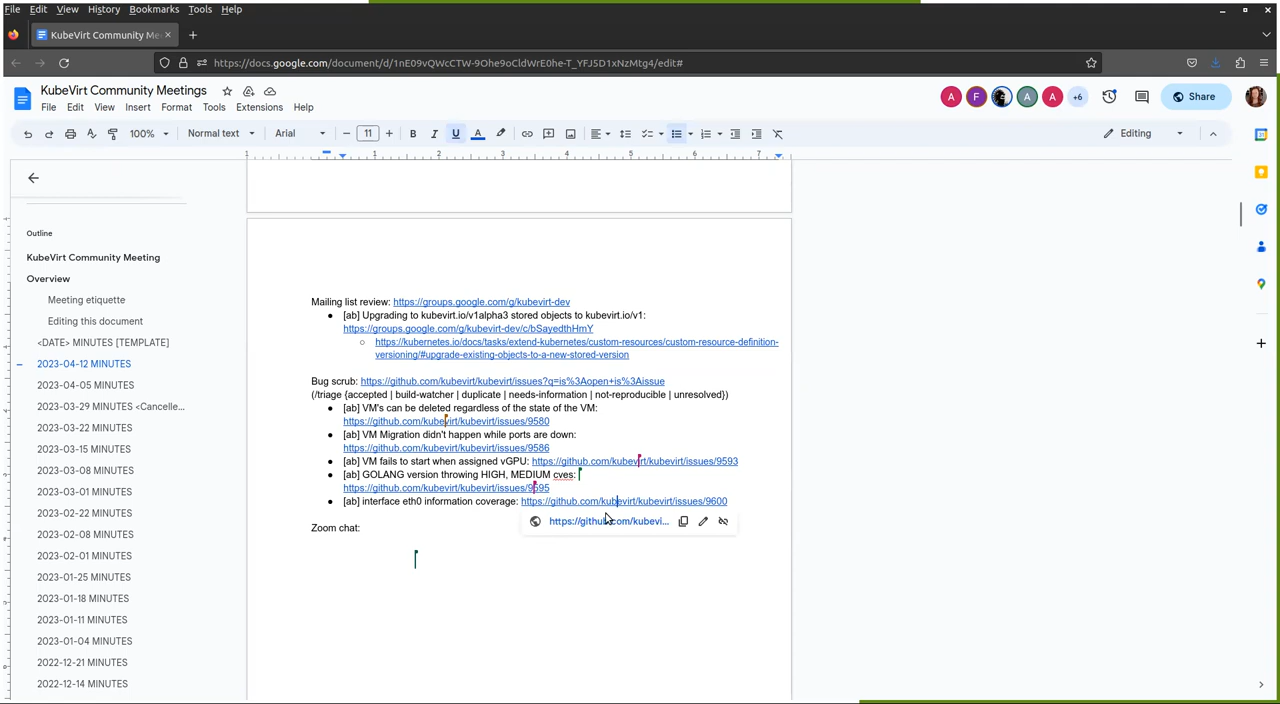 File Edit View History Bookmarks Tools Help
KubeVirt Community Me
https://docs.google.com/document/d/1nE09vQWcCTW-9Ohe9oCldWrE0he-T_YFJ5D1xNzMtg4/edit#
KubeVirt Community Meetings
File Edit View Insert Format Tools Extensions Help
A F A A +6 Share
100% Normal text Arial 11 B I U A Editing
1 1 2 3 4 5 6 7
Outline
KubeVirt Community Meeting
Overview
Meeting etiquette
Editing this document
<DATE> MINUTES [TEMPLATE]
2023-04-12 MINUTES
2023-04-05 MINUTES
2023-03-29 MINUTES <Cancelle...
2023-03-22 MINUTES
2023-03-15 MINUTES
2023-03-08 MINUTES
2023-03-01 MINUTES
2023-02-22 MINUTES
2023-02-08 MINUTES
2023-02-01 MINUTES
2023-01-25 MINUTES
2023-01-18 MINUTES
2023-01-11 MINUTES
2023-01-04 MINUTES
2022-12-21 MINUTES
2022-12-14 MINUTES
Mailing list review: https://groups.google.com/g/kubevirt-dev
● [ab] Upgrading to kubevirt.io/v1alpha3 stored objects to kubevirt.io/v1:
https://groups.google.com/g/kubevirt-dev/c/bSayedthHmY
○ https://kubernetes.io/docs/tasks/extend-kubernetes/custom-resources/custom-resource-definition-
versioning/#upgrade-existing-objects-to-a-new-stored-version
Bug scrub: https://github.com/kubevirt/kubevirt/issues?q=is%3Aopen+is%3Aissue
(/triage {accepted | build-watcher | duplicate | needs-information | not-reproducible | unresolved})
● [ab] VM's can be deleted regardless of the state of the VM:
https://github.com/kubevirt/kubevirt/issues/9580
● [ab] VM Migration didn't happen while ports are down:
https://github.com/kubevirt/kubevirt/issues/9586
● [ab] VM fails to start when assigned vGPU: https://github.com/kubevirt/kubevirt/issues/9593
● [ab] GOLANG version throwing HIGH, MEDIUM cves:
https://github.com/kubevirt/kubevirt/issues/9595
● [ab] interface eth0 information coverage: https://github.com/kubevirt/kubevirt/issues/9600
https://github.com/kubevi...
Zoom chat: